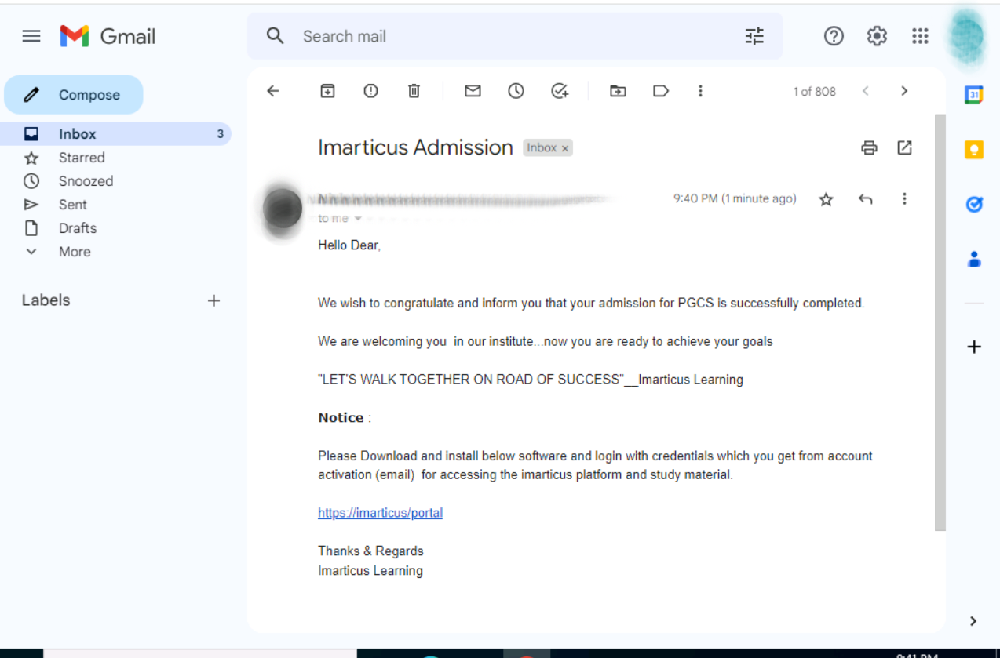 Gmail
Search mail
Compose
1 of 808
31
Inbox 3
Starred
Snoozed
Sent
Drafts
More
Labels
Imarticus Admission Inbox x
9:40 PM (1 minute ago)
to me
Hello Dear,
We wish to congratulate and inform you that your admission for PGCS is successfully completed.
We are welcoming you in our institute...now you are ready to achieve your goals
"LET'S WALK TOGETHER ON ROAD OF SUCCESS"__Imarticus Learning
Notice :
Please Download and install below software and login with credentials which you get from account
activation (email) for accessing the imarticus platform and study material.
https://imarticus/portal
Thanks & Regards
Imarticus Learning
9:41 PM